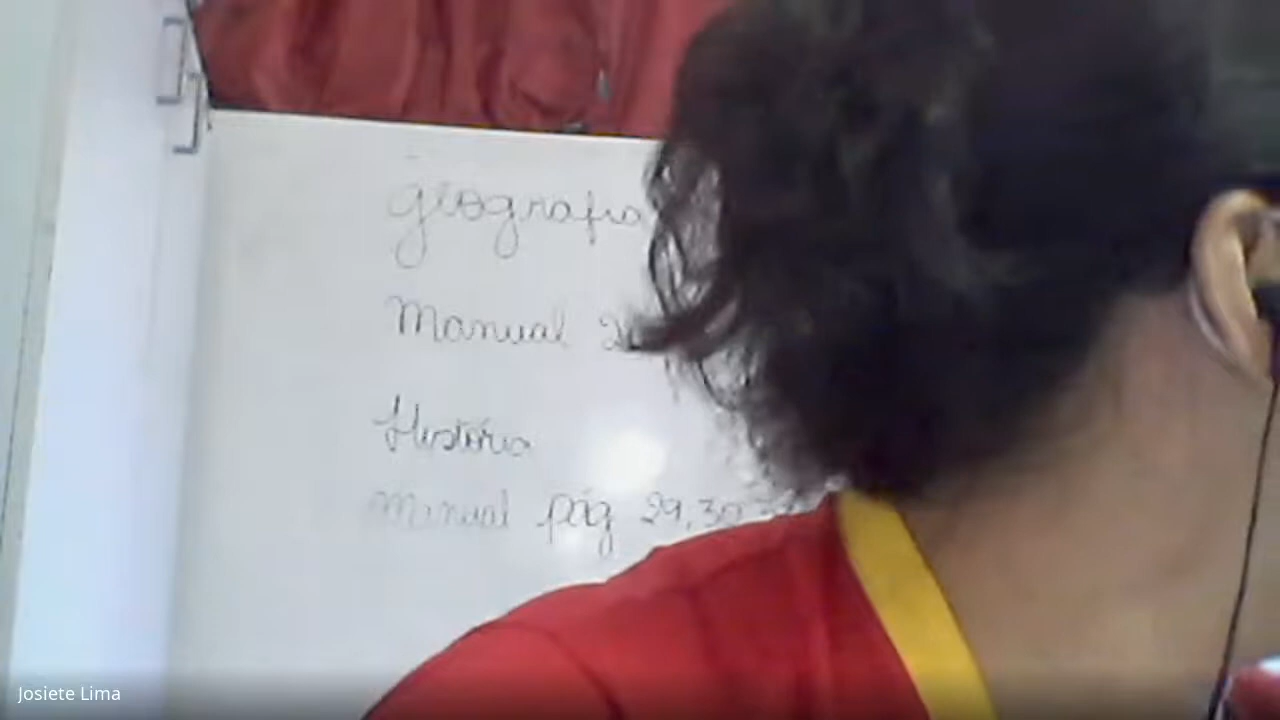 geografia
Manual
História
Manual pág 29, 30
Josiete Lima